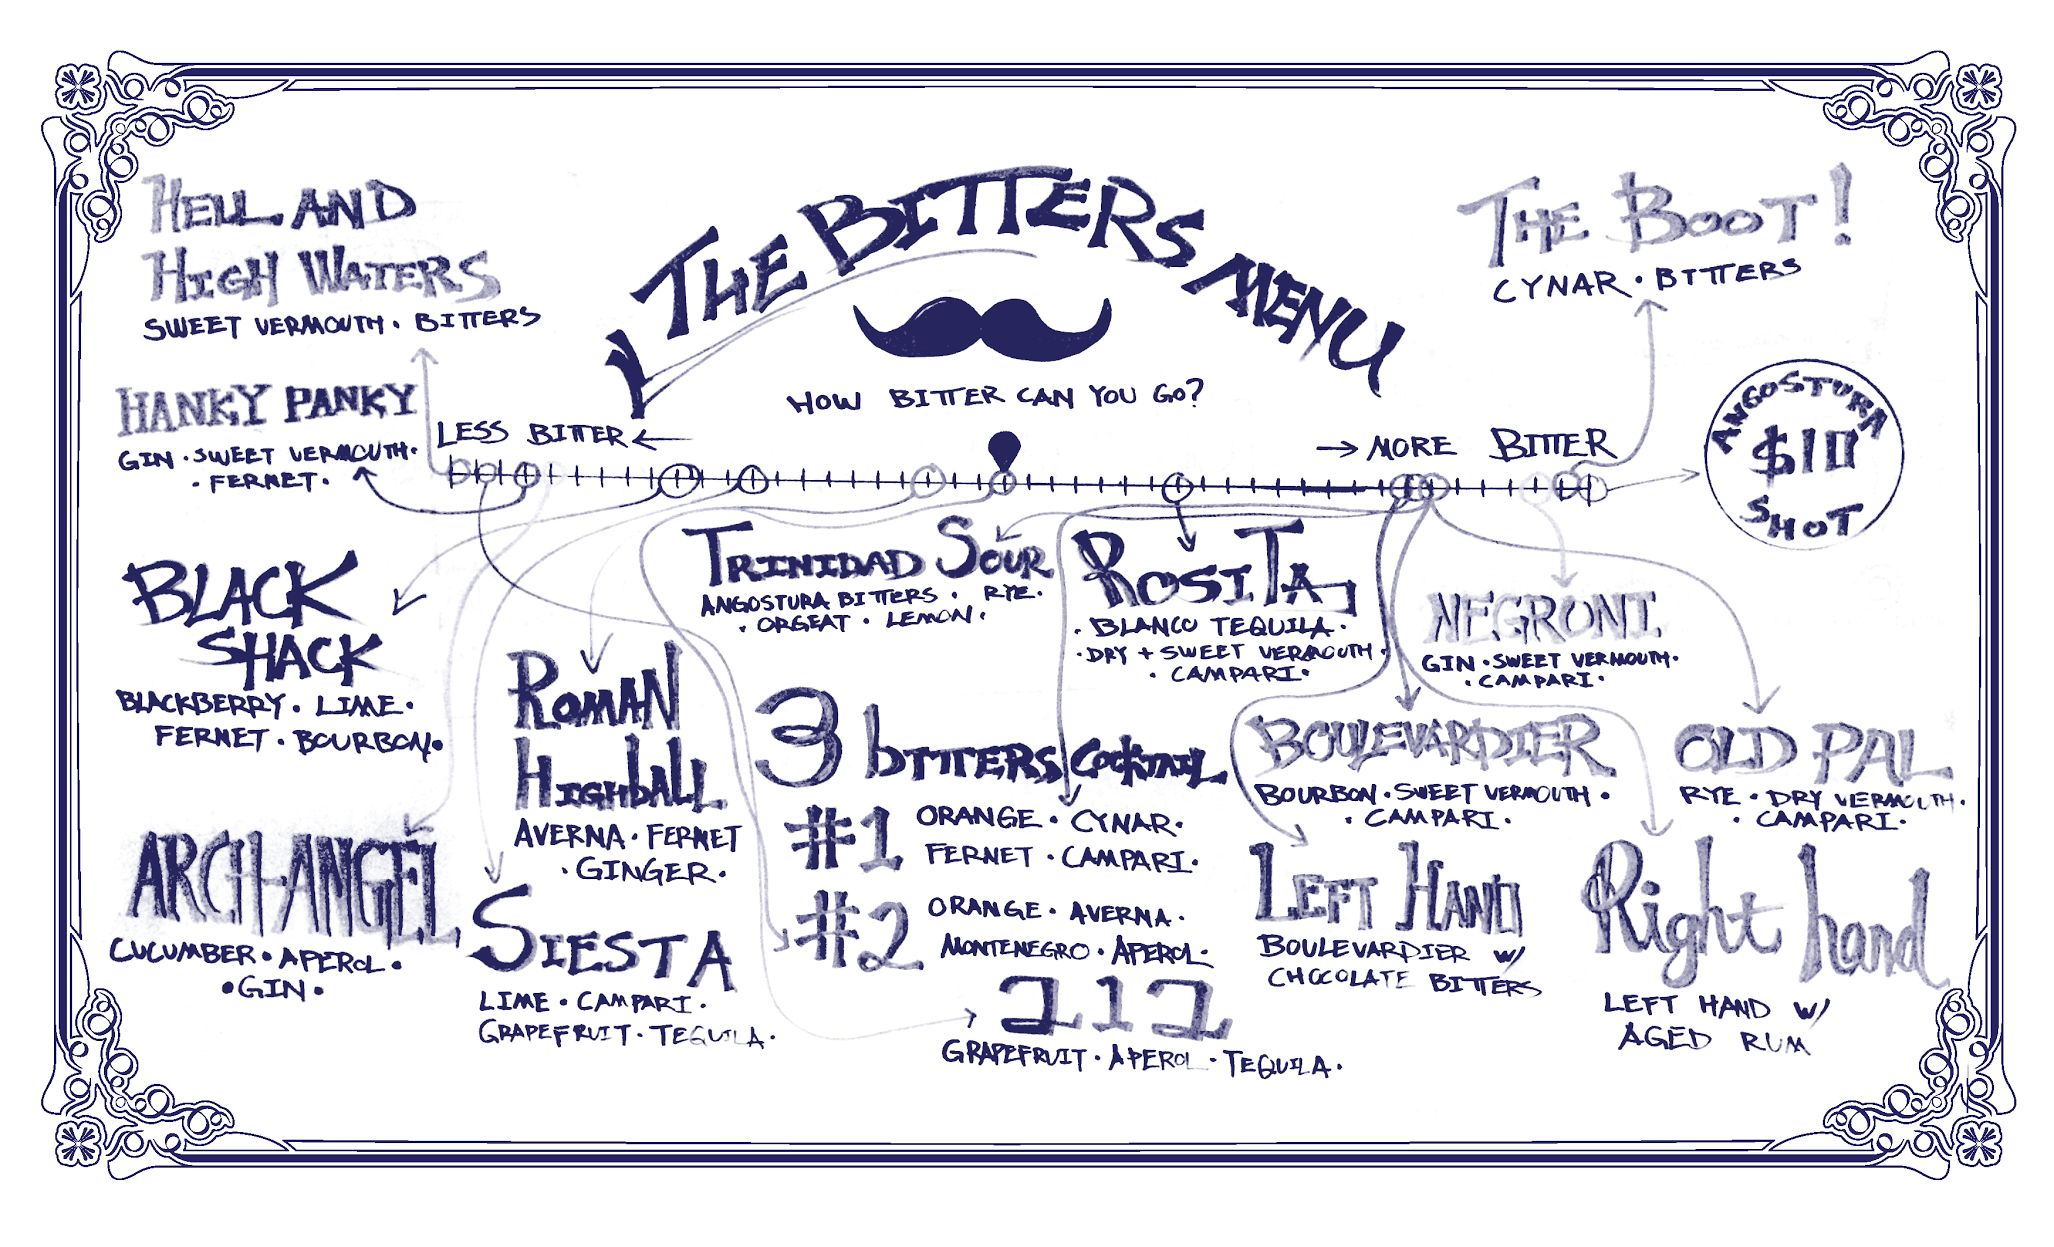 THE BITTERS MENU
HOW BITTER CAN YOU GO?
LESS BITTER
MORE BITTER
HELL AND
HIGH WATERS
SWEET VERMOUTH · BITTERS
HANKY PANKY
GIN · SWEET VERMOUTH ·
· FERNET ·
BLACK
SHACK
BLACKBERRY · LIME ·
FERNET · BOURBON ·
ARCH-ANGEL
CUCUMBER · APEROL ·
· GIN ·
ROMAN
HIGHBALL
AVERNA · FERNET
· GINGER ·
SIESTA
LIME · CAMPARI ·
GRAPEFRUIT · TEQUILA ·
TRINIDAD SOUR
ANGOSTURA BITTERS · RYE ·
· ORGEAT · LEMON ·
3 BITTERS COCKTAIL
#1 ORANGE · CYNAR ·
FERNET · CAMPARI ·
#2 ORANGE · AVERNA ·
MONTENEGRO · APEROL ·
212
GRAPEFRUIT · APEROL · TEQUILA ·
ROSITA
· BLANCO TEQUILA ·
· DRY + SWEET VERMOUTH ·
· CAMPARI ·
THE BOOT!
CYNAR · BITTERS
ANGOSTURA
$10
SHOT
NEGRONI
GIN · SWEET VERMOUTH ·
· CAMPARI ·
BOULEVARDIER
BOURBON · SWEET VERMOUTH ·
· CAMPARI ·
OLD PAL
RYE · DRY VERMOUTH ·
· CAMPARI ·
LEFT HAND
BOULEVARDIER W/
CHOCOLATE BITTERS
Right hand
LEFT HAND W/
AGED RUM